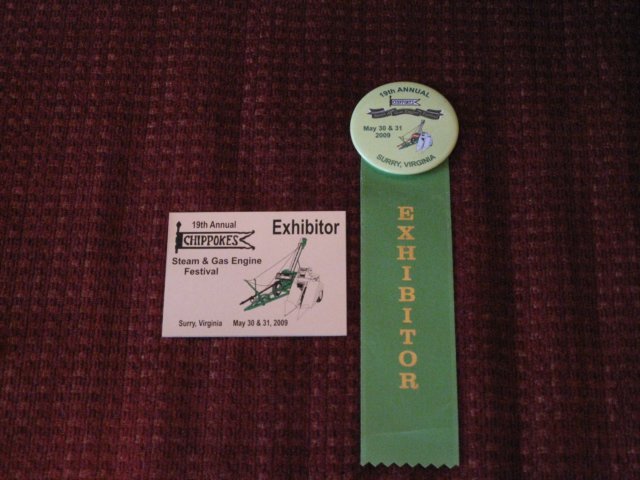 19th Annual
Exhibitor
CHIPPOKES
Steam & Gas Engine
Festival
Surry, Virginia May 30 & 31, 2009
19th ANNUAL
CHIPPOKES
May 30 & 31
2009
SURRY, VIRGINIA
EXHIBITOR